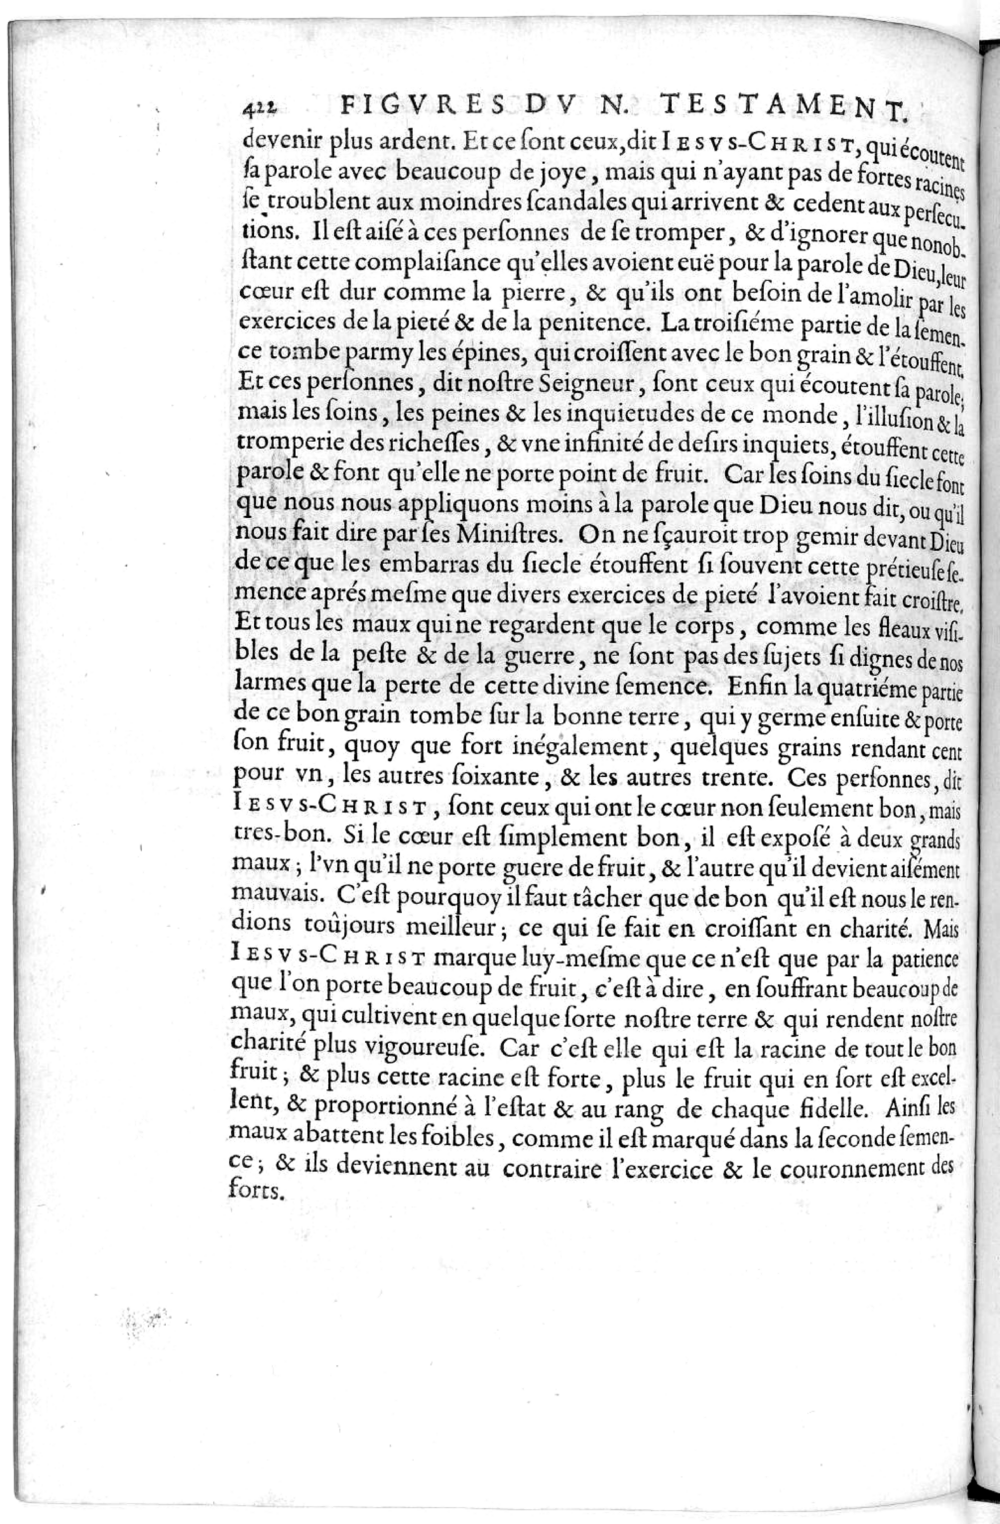 422 FIGVRES DV N. TESTAMENT.
devenir plus ardent. Et ce ſont ceux, dit IESVS-CHRIST, qui écoutent
ſa parole avec beaucoup de joye, mais qui n'ayant pas de fortes racines
ſe troublent aux moindres ſcandales qui arrivent & cedent aux perſecu-
tions. Il eſt aiſé à ces perſonnes de ſe tromper, & d'ignorer que nonob-
ſtant cette complaiſance qu'elles avoient euë pour la parole de Dieu, leur
cœur eſt dur comme la pierre, & qu'ils ont beſoin de l'amolir par les
exercices de la pieté & de la penitence. La troiſiéme partie de la ſemen-
ce tombe parmy les épines, qui croiſſent avec le bon grain & l'étouffent.
Et ces perſonnes, dit noſtre Seigneur, ſont ceux qui écoutent ſa parole;
mais les ſoins, les peines & les inquietudes de ce monde, l'illuſion & la
tromperie des richeſſes, & vne infinité de deſirs inquiets, étouffent cette
parole & font qu'elle ne porte point de fruit. Car les ſoins du ſiecle font
que nous nous appliquons moins à la parole que Dieu nous dit, ou qu'il
nous fait dire par ſes Miniſtres. On ne ſçauroit trop gemir devant Dieu
de ce que les embarras du ſiecle étouffent ſi ſouvent cette prétieuſe ſe-
mence aprés meſme que divers exercices de pieté l'avoient fait croiſtre.
Et tous les maux qui ne regardent que le corps, comme les fleaux viſi-
bles de la peſte & de la guerre, ne ſont pas des ſujets ſi dignes de nos
larmes que la perte de cette divine ſemence. Enfin la quatriéme partie
de ce bon grain tombe ſur la bonne terre, qui y germe enſuite & porte
ſon fruit, quoy que fort inégalement, quelques grains rendant cent
pour vn, les autres ſoixante, & les autres trente. Ces perſonnes, dit
IESVS-CHRIST, ſont ceux qui ont le cœur non ſeulement bon, mais
tres-bon. Si le cœur eſt ſimplement bon, il eſt expoſé à deux grands
maux; l'vn qu'il ne porte guere de fruit, & l'autre qu'il devient aiſément
mauvais. C'eſt pourquoy il faut tâcher que de bon qu'il eſt nous le ren-
dions toûjours meilleur; ce qui ſe fait en croiſſant en charité. Mais
IESVS-CHRIST marque luy-meſme que ce n'eſt que par la patience
que l'on porte beaucoup de fruit, c'eſt à dire, en ſouffrant beaucoup de
maux, qui cultivent en quelque ſorte noſtre terre & qui rendent noſtre
charité plus vigoureuſe. Car c'eſt elle qui eſt la racine de tout le bon
fruit; & plus cette racine eſt forte, plus le fruit qui en ſort eſt excel-
lent, & proportionné à l'eſtat & au rang de chaque fidelle. Ainſi les
maux abattent les foibles, comme il eſt marqué dans la ſeconde ſemen-
ce; & ils deviennent au contraire l'exercice & le couronnement des
forts.